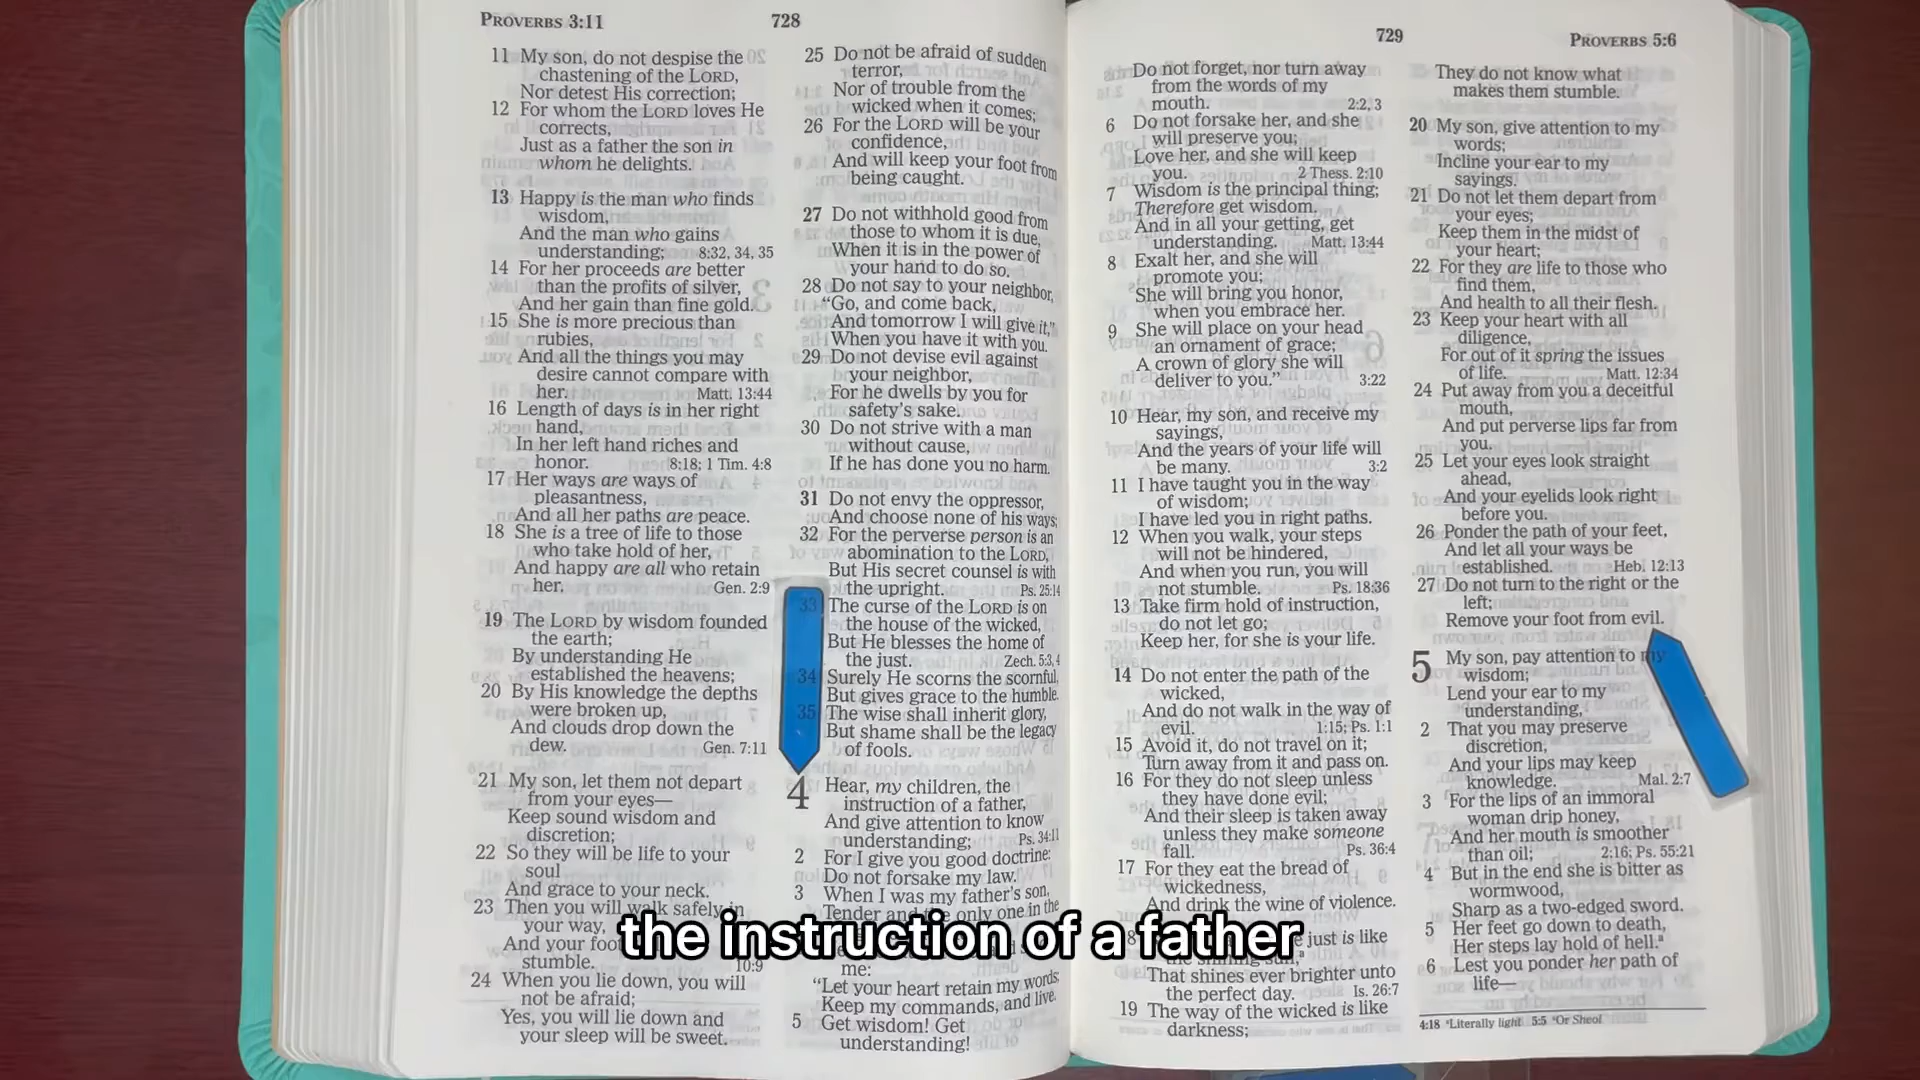 PROVERBS 3:11
728
11 My son, do not despise the
chastening of the LORD,
Nor detest His correction;
12 For whom the LORD loves He
corrects,
Just as a father the son in
whom he delights.
13 Happy is the man who finds
wisdom,
And the man who gains
understanding; 8:32, 34, 35
14 For her proceeds are better
than the profits of silver,
And her gain than fine gold.
15 She is more precious than
rubies,
And all the things you may
desire cannot compare with
her. Matt. 13:44
16 Length of days is in her right
hand,
In her left hand riches and
honor. 8:18; 1 Tim. 4:8
17 Her ways are ways of
pleasantness,
And all her paths are peace.
18 She is a tree of life to those
who take hold of her,
And happy are all who retain
her. Gen. 2:9
19 The LORD by wisdom founded
the earth;
By understanding He
established the heavens;
20 By His knowledge the depths
were broken up,
And clouds drop down the
dew. Gen. 7:11
21 My son, let them not depart
from your eyes—
Keep sound wisdom and
discretion;
22 So they will be life to your
soul
And grace to your neck.
23 Then you will walk safely in
your way,
And your foot
stumble. 10:9
24 When you lie down, you will
not be afraid;
Yes, you will lie down and
your sleep will be sweet.
25 Do not be afraid of sudden
terror,
Nor of trouble from the
wicked when it comes;
26 For the LORD will be your
confidence,
And will keep your foot from
being caught.
27 Do not withhold good from
those to whom it is due,
When it is in the power of
your hand to do so.
28 Do not say to your neighbor,
“Go, and come back,
And tomorrow I will give it,”
When you have it with you.
29 Do not devise evil against
your neighbor,
For he dwells by you for
safety’s sake.
30 Do not strive with a man
without cause,
If he has done you no harm.
31 Do not envy the oppressor,
And choose none of his ways;
32 For the perverse person is an
abomination to the LORD,
But His secret counsel is with
the upright. Ps. 25:14
33 The curse of the LORD is on
the house of the wicked,
But He blesses the home of
the just. Zech. 5:3, 4
34 Surely He scorns the scornful,
But gives grace to the humble.
35 The wise shall inherit glory,
But shame shall be the legacy
of fools.
4 Hear, my children, the
instruction of a father,
And give attention to know
understanding; Ps. 34:11
2 For I give you good doctrine:
Do not forsake my law.
3 When I was my father’s son,
Tender and the only one in the
me:
“Let your heart retain my words;
Keep my commands, and live.
5 Get wisdom! Get
understanding!
729
PROVERBS 5:6
Do not forget, nor turn away
from the words of my
mouth. 2:2, 3
6 Do not forsake her, and she
will preserve you;
Love her, and she will keep
you. 2 Thess. 2:10
7 Wisdom is the principal thing;
Therefore get wisdom.
And in all your getting, get
understanding. Matt. 13:44
8 Exalt her, and she will
promote you;
She will bring you honor,
when you embrace her.
9 She will place on your head
an ornament of grace;
A crown of glory she will
deliver to you.” 3:22
10 Hear, my son, and receive my
sayings,
And the years of your life will
be many. 3:2
11 I have taught you in the way
of wisdom;
I have led you in right paths.
12 When you walk, your steps
will not be hindered,
And when you run, you will
not stumble. Ps. 18:36
13 Take firm hold of instruction,
do not let go;
Keep her, for she is your life.
14 Do not enter the path of the
wicked,
And do not walk in the way of
evil. 1:15; Ps. 1:1
15 Avoid it, do not travel on it;
Turn away from it and pass on.
16 For they do not sleep unless
they have done evil;
And their sleep is taken away
unless they make someone
fall. Ps. 36:4
17 For they eat the bread of
wickedness,
And drink the wine of violence.
just is like
the shining sun,ᵃ
That shines ever brighter unto
the perfect day. Is. 26:7
19 The way of the wicked is like
darkness;
They do not know what
makes them stumble.
20 My son, give attention to my
words;
Incline your ear to my
sayings.
21 Do not let them depart from
your eyes;
Keep them in the midst of
your heart;
22 For they are life to those who
find them,
And health to all their flesh.
23 Keep your heart with all
diligence,
For out of it spring the issues
of life. Matt. 12:34
24 Put away from you a deceitful
mouth,
And put perverse lips far from
you.
25 Let your eyes look straight
ahead,
And your eyelids look right
before you.
26 Ponder the path of your feet,
And let all your ways be
established. Heb. 12:13
27 Do not turn to the right or the
left;
Remove your foot from evil.
5 My son, pay attention to my
wisdom;
Lend your ear to my
understanding,
2 That you may preserve
discretion,
And your lips may keep
knowledge. Mal. 2:7
3 For the lips of an immoral
woman drip honey,
And her mouth is smoother
than oil; 2:16; Ps. 55:21
4 But in the end she is bitter as
wormwood,
Sharp as a two-edged sword.
5 Her feet go down to death,
Her steps lay hold of hell.ᵃ
6 Lest you ponder her path of
life—
4:18 ᵃLiterally light 5:5 ᵃOr Sheol
the instruction of a father